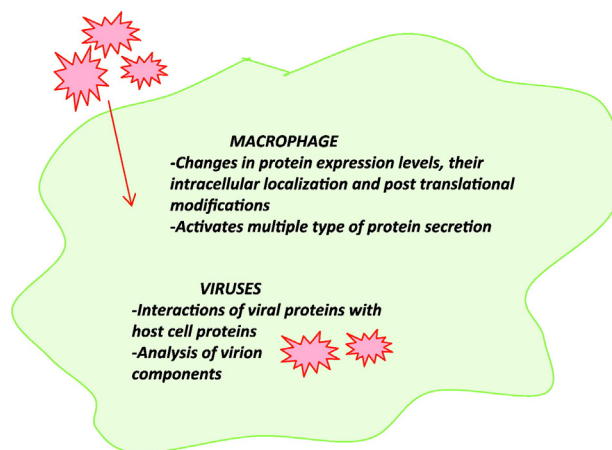 MACROPHAGE
-Changes in protein expression levels, their
intracellular localization and post translational
modifications
-Activates multiple type of protein secretion
VIRUSES
-Interactions of viral proteins with
host cell proteins
-Analysis of virion
components